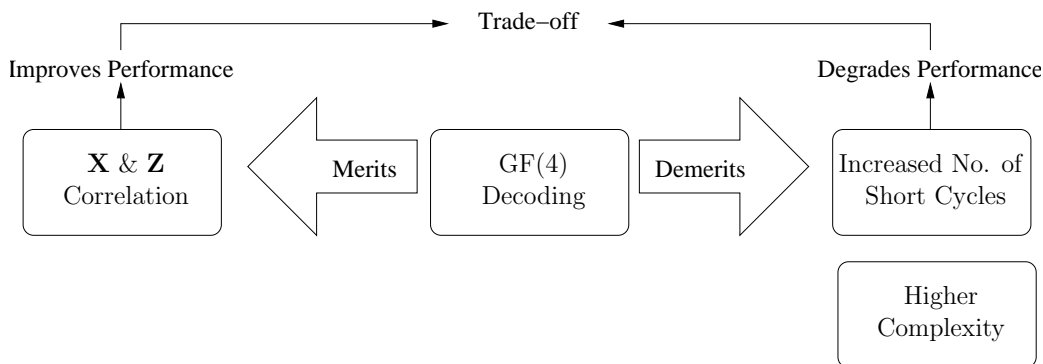 Trade−off
Improves Performance
Degrades Performance
X & Z
Correlation
Merits
GF(4)
Decoding
Demerits
Increased No. of
Short Cycles
Higher
Complexity